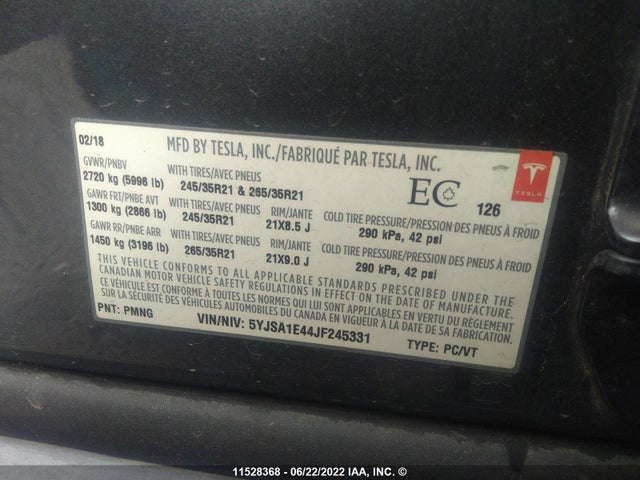 02/18 MFD BY TESLA, INC./FABRIQUÉ PAR TESLA, INC.
GVWR/PNBV WITH TIRES/AVEC PNEUS
2720 kg (5996 lb) 245/35R21 & 265/35R21 EC 126
TESLA
GAWR FRT/PNBE AVT WITH TIRES/AVEC PNEUS RIM/JANTE COLD TIRE PRESSURE/PRESSION DES PNEUS À FROID
1300 kg (2866 lb) 245/35R21 21X8.5 J 290 kPa, 42 psi
GAWR RR/PNBE ARR WITH TIRES/AVEC PNEUS RIM/JANTE COLD TIRE PRESSURE/PRESSION DES PNEUS À FROID
1450 kg (3196 lb) 265/35R21 21X9.0 J 290 kPa, 42 psi
THIS VEHICLE CONFORMS TO ALL APPLICABLE STANDARDS PRESCRIBED UNDER THE
CANADIAN MOTOR VEHICLE SAFETY REGULATIONS IN EFFECT ON THE DATE OF MANUFACTURE
CE VÉHICULE EST CONFORME À TOUTES LES NORMES QUI LUI SONT APPLICABLES EN VERTU DU RÈGLEMENT
SUR LA SÉCURITÉ DES VÉHICULES AUTOMOBILES DU CANADA EN VIGUEUR À LA DATE DE SA FABRICATION.
PNT: PMNG VIN/NIV: 5YJSA1E44JF245331 TYPE: PC/VT
11528368 - 06/22/2022 IAA, INC. ©